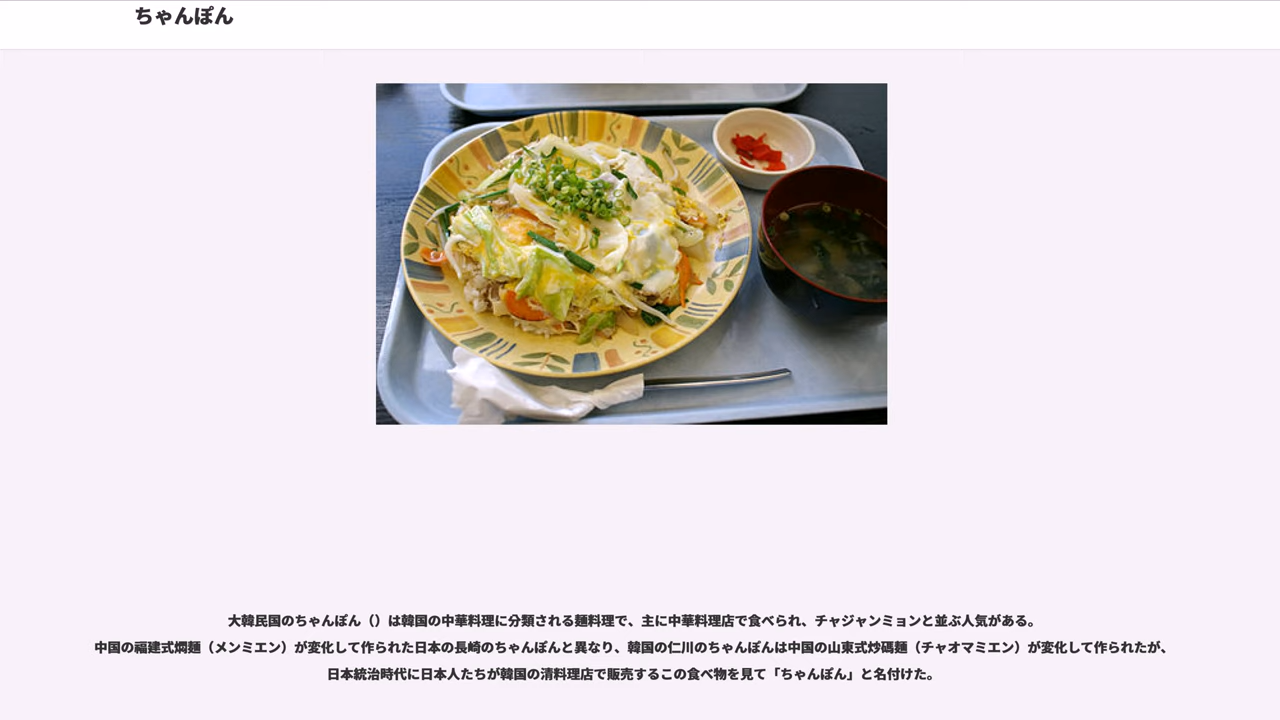 ちゃんぽん
大韓民国のちゃんぽん（）は韓国の中華料理に分類される麺料理で、主に中華料理店で食べられ、チャジャンミョンと並ぶ人気がある。
中国の福建式燜麺（メンミエン）が変化して作られた日本の長崎のちゃんぽんと異なり、韓国の仁川のちゃんぽんは中国の山東式炒碼麺（チャオマミエン）が変化して作られたが、
日本統治時代に日本人たちが韓国の清料理店で販売するこの食べ物を見て「ちゃんぽん」と名付けた。